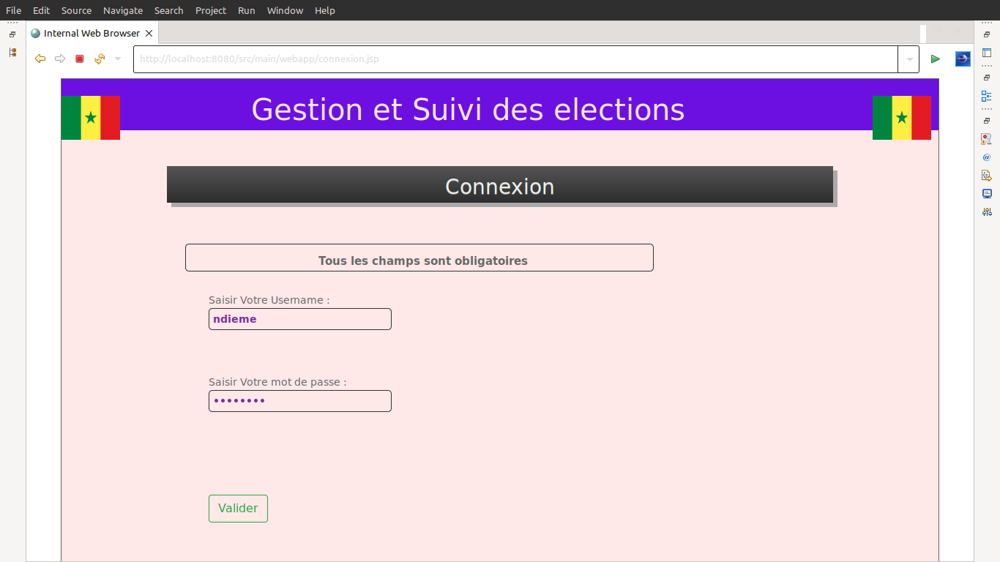 File Edit Source Navigate Search Project Run Window Help
Internal Web Browser
http://localhost:8080/src/main/webapp/connexion.jsp
Gestion et Suivi des elections
Connexion
Tous les champs sont obligatoires
Saisir Votre Username :
ndieme
Saisir Votre mot de passe :
••••••••
Valider